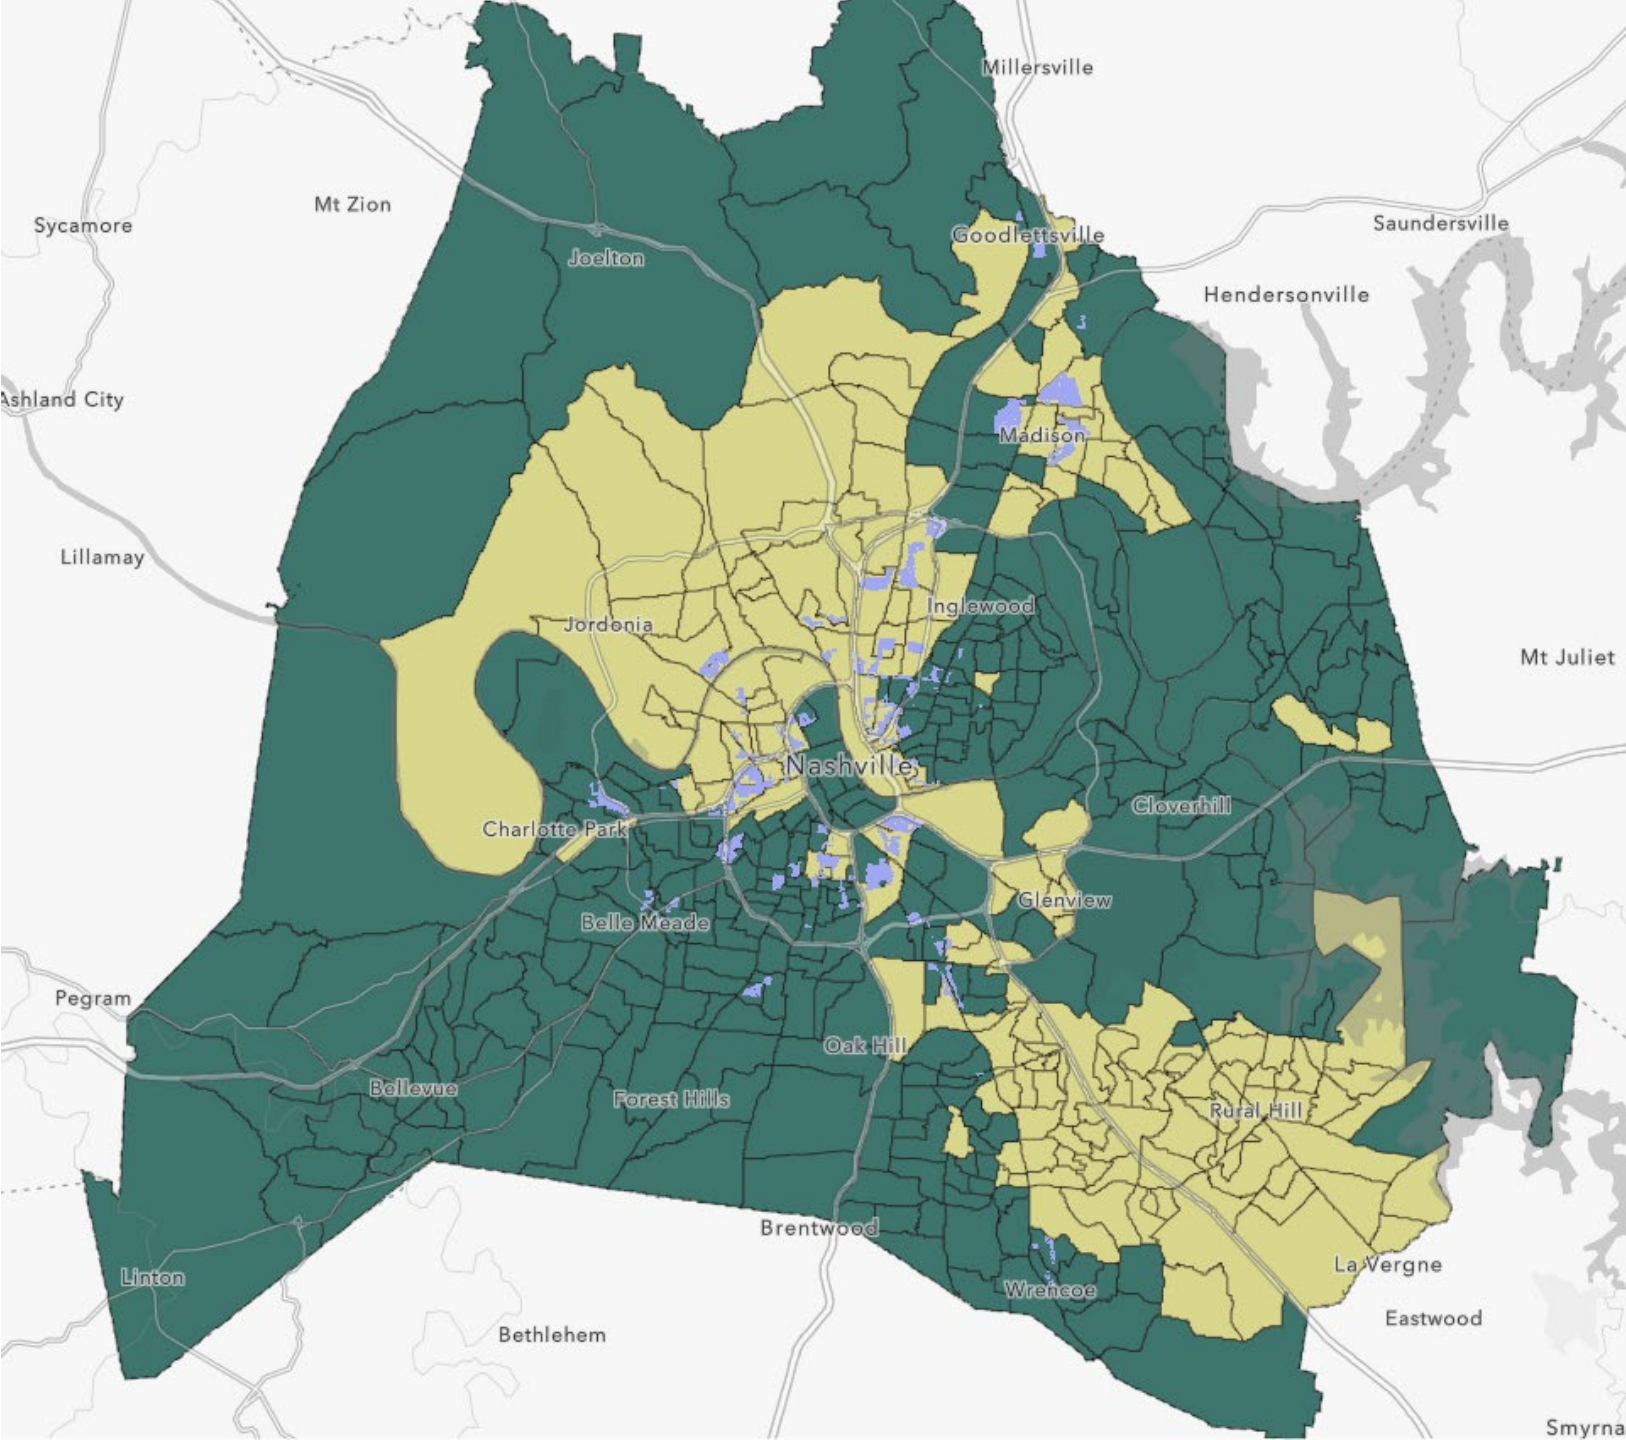 Millersville
Mt Zion
Sycamore
Saundersville
Goodlettsville
Joelton
Hendersonville
Ashland City
Madison
Lillamay
Inglewood
Jordonia
Mt Juliet
Nashville
Cloverhill
Charlotte Park
Glenview
Belle Meade
Pegram
Oak Hill
Bellevue
Forest Hills
Rural Hill
Brentwood
La Vergne
Linton
Wrencoe
Eastwood
Bethlehem
Smyrna